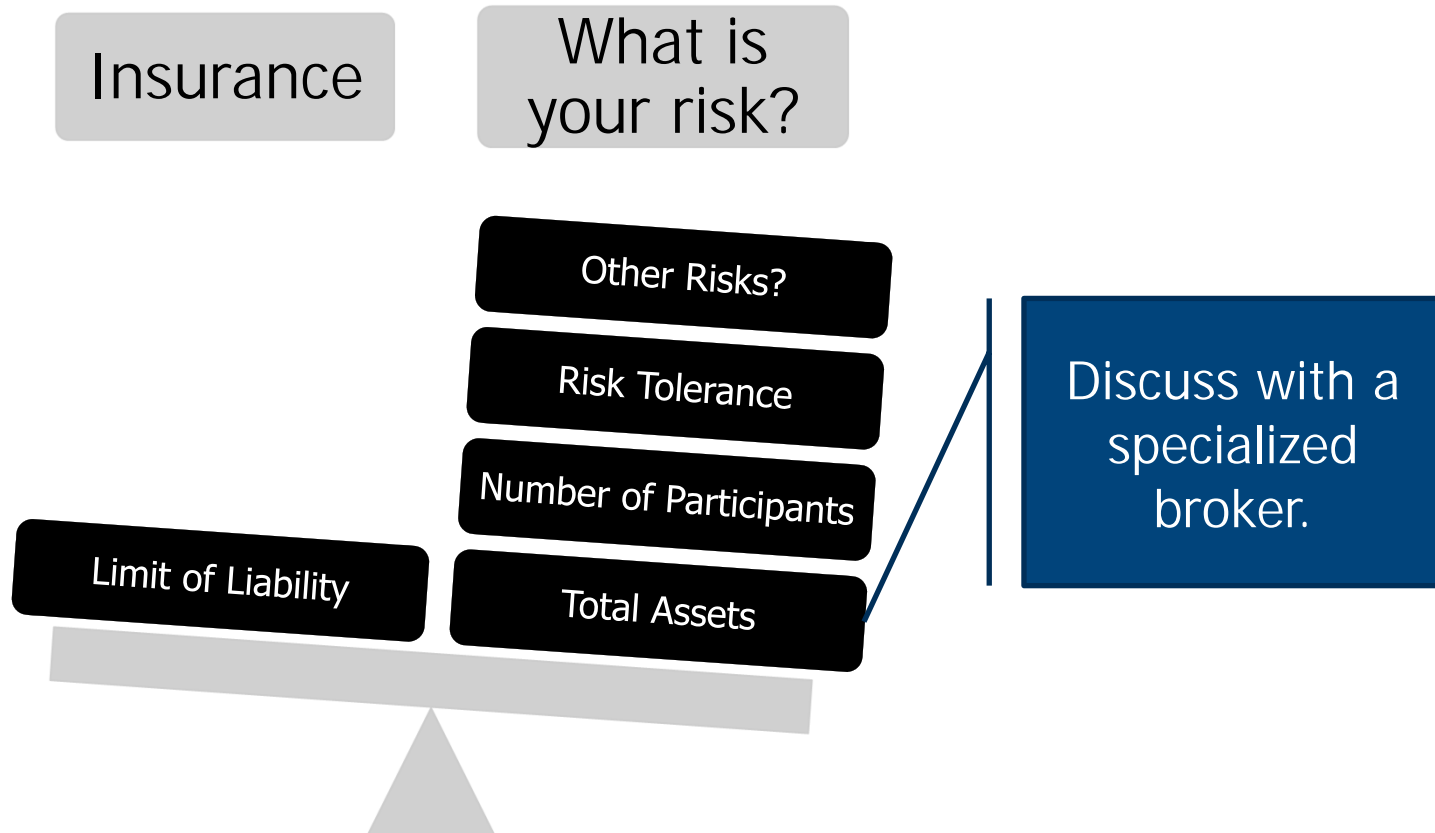 Insurance
What is
your risk?
Other Risks?
Risk Tolerance
Number of Participants
Limit of Liability
Total Assets
Discuss with a
specialized
broker.